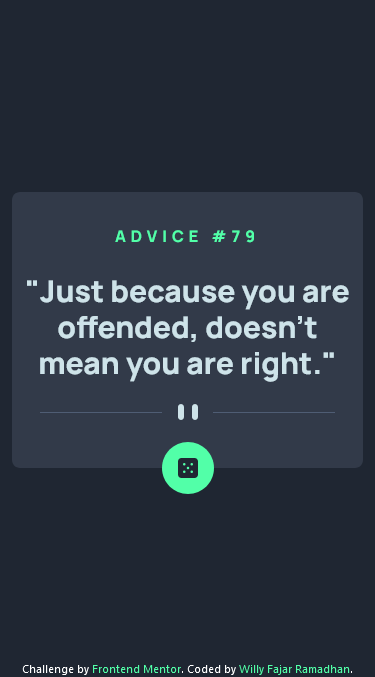 ADVICE #79
"Just because you are
offended, doesn't
mean you are right."
Challenge by Frontend Mentor. Coded by Willy Fajar Ramadhan.